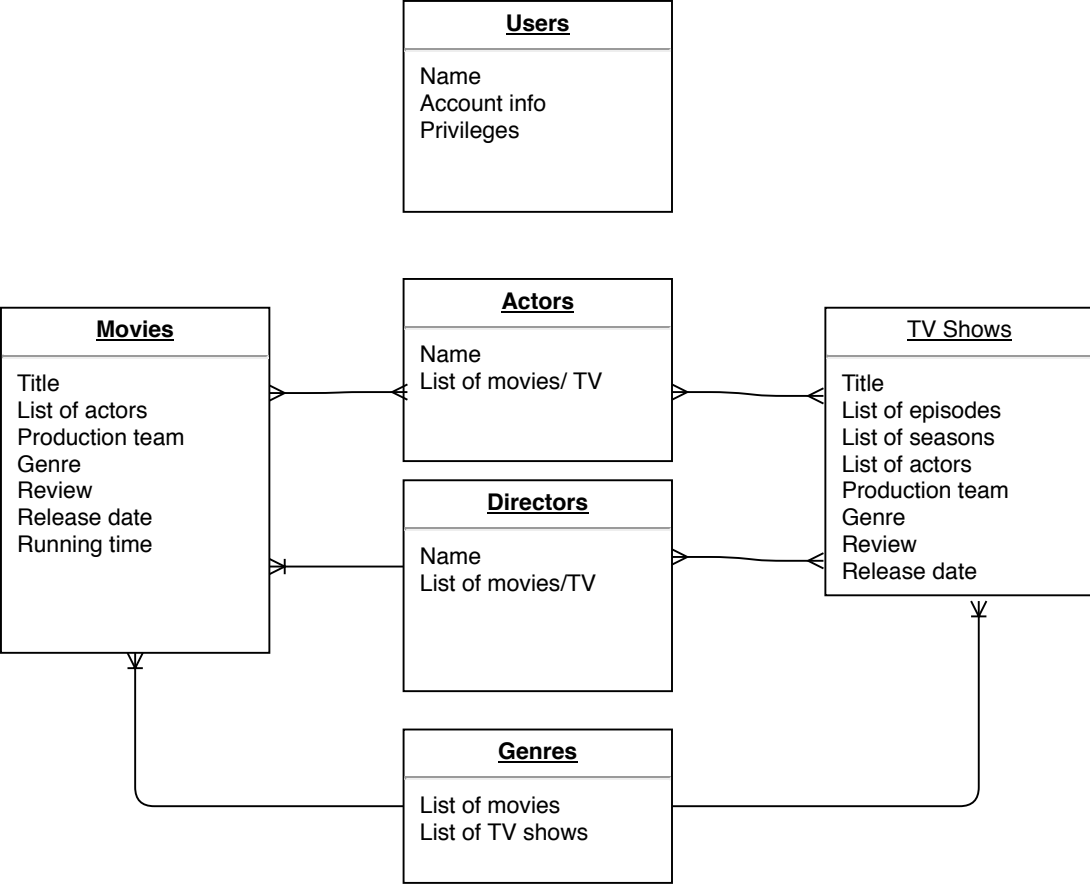 Users
Name
Account info
Privileges
Movies
Title
List of actors
Production team
Genre
Review
Release date
Running time
Actors
Name
List of movies/ TV
Directors
Name
List of movies/TV
TV Shows
Title
List of episodes
List of seasons
List of actors
Production team
Genre
Review
Release date
Genres
List of movies
List of TV shows